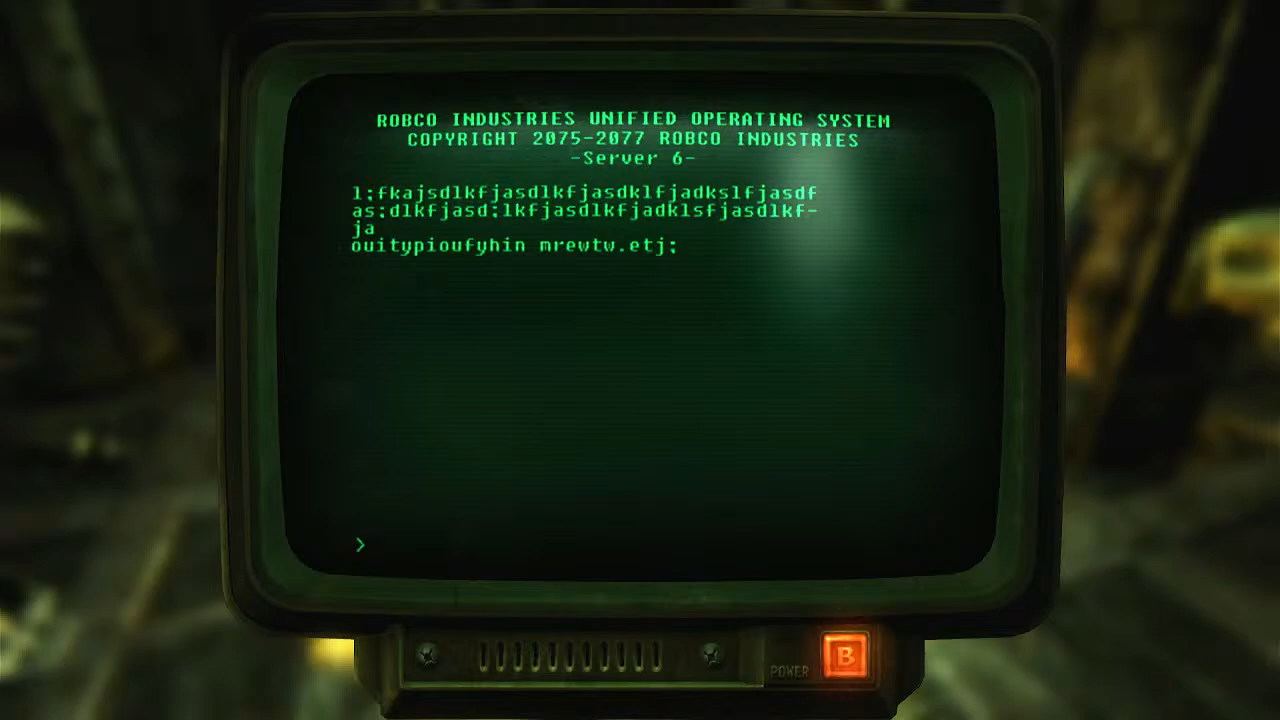 ROBCO INDUSTRIES UNIFIED OPERATING SYSTEM
COPYRIGHT 2075-2077 ROBCO INDUSTRIES
-Server 6-
l;fkajsdlkfjasdlkfjasdklfjadkslfjasdf
as;dlkfjasd;lkfjasdlkfjadklsfjasdlkf-
ja
ouitypioufyhin mrewtw.etj;
>
POWER B